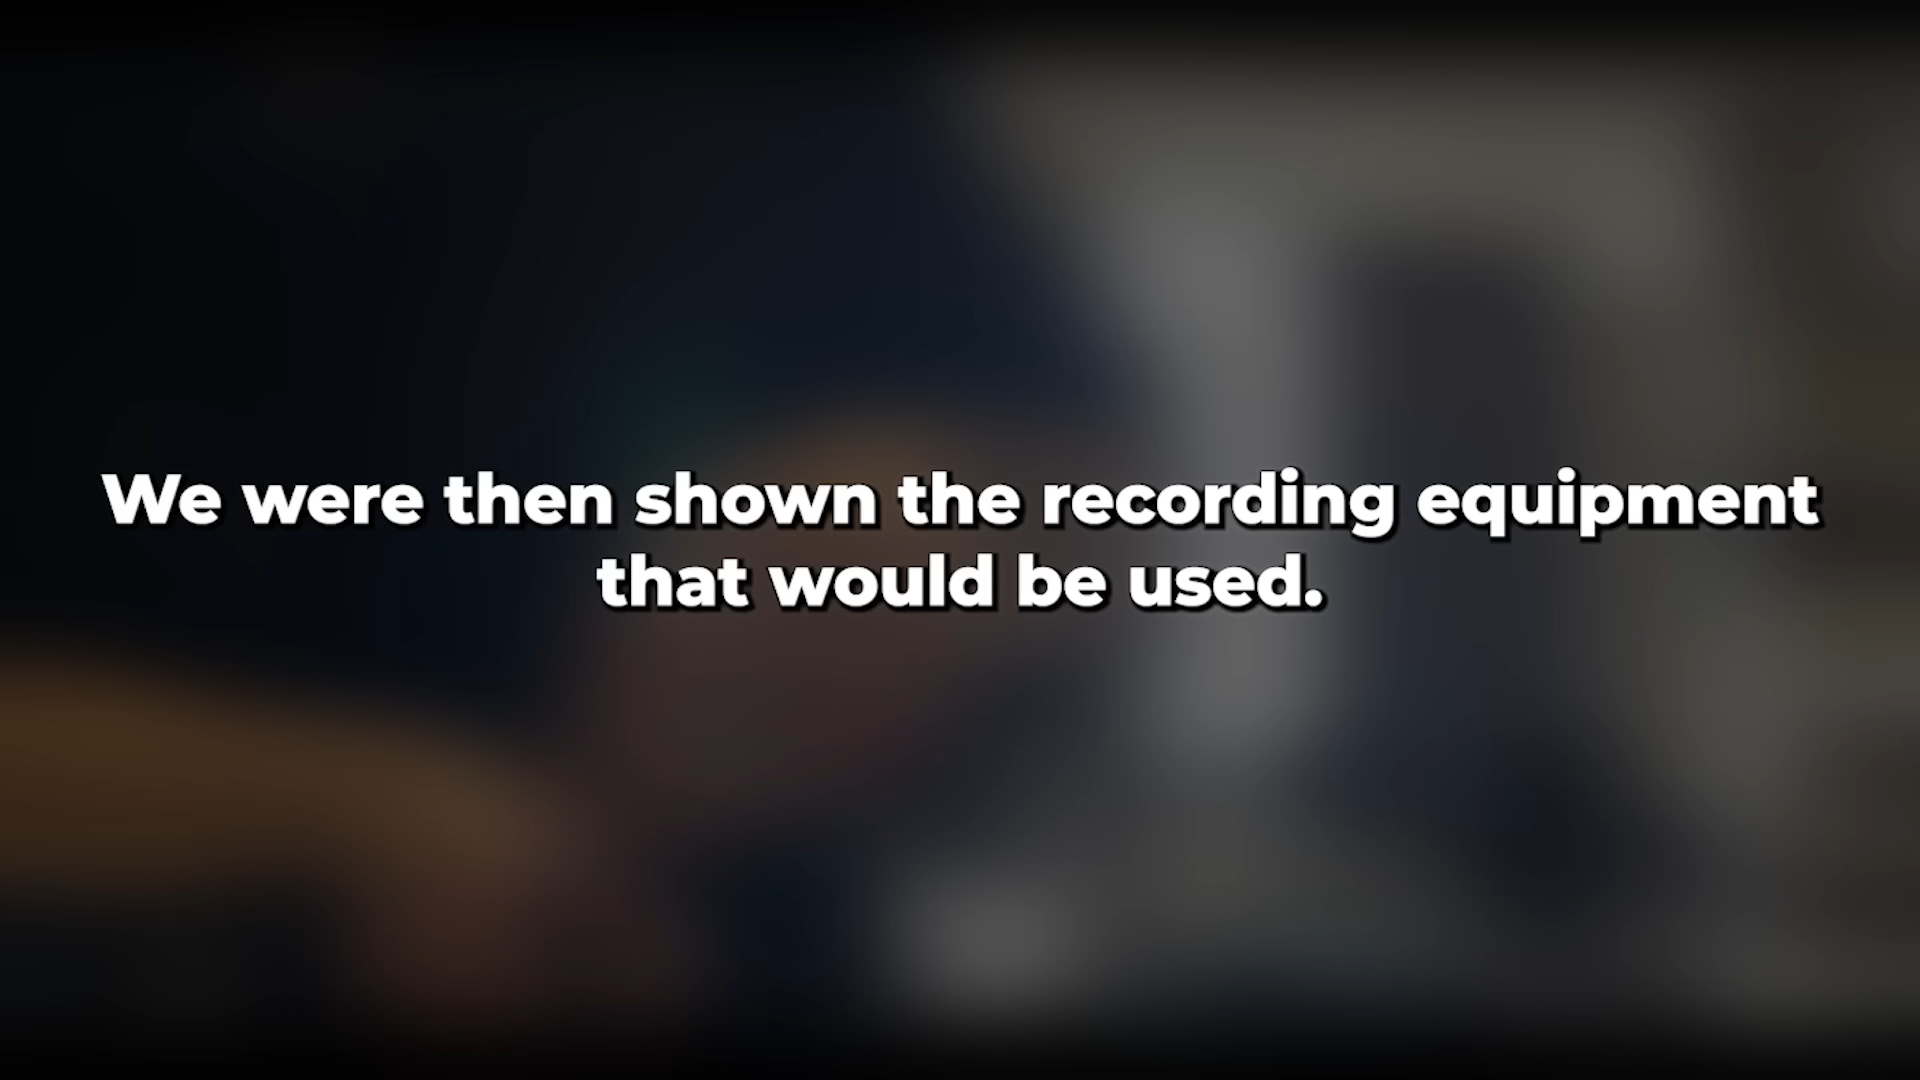 We were then shown the recording equipment
that would be used.